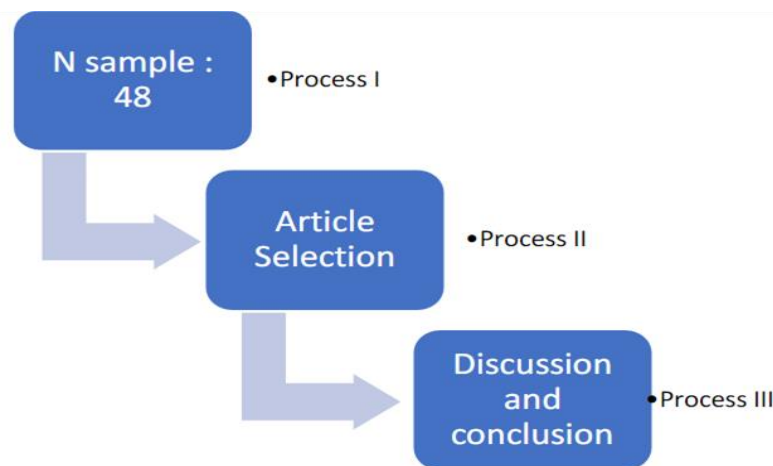 N sample :
48
•Process I
Article
Selection
•Process II
Discussion
and
conclusion
•Process III